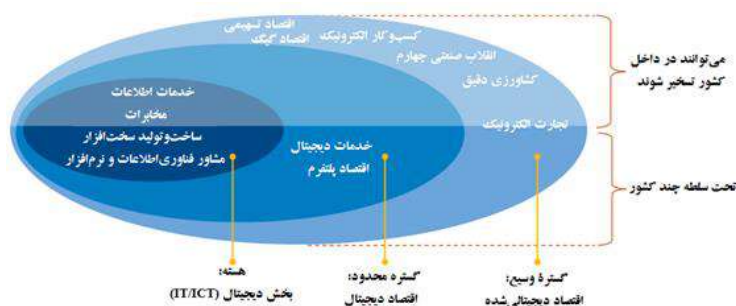 اقتصاد تسهیمی
اقتصاد گیگ
کسب‌وکار الکترونیک
انقلاب صنعتی چهارم
کشاورزی دقیق
تجارت الکترونیک
خدمات اطلاعات
مخابرات
ساخت‌وتولید سخت‌افزار
مشاور فناوری‌اطلاعات و نرم‌افزار
خدمات دیجیتال
اقتصاد پلتفرم
می‌توانند در داخل
کشور تسخیر شوند
تحت سلطه چند کشور
گسترهٔ وسیع:
اقتصاد دیجیتالی‌شده
گستره محدود:
اقتصاد دیجیتال
هسته:
بخش دیجیتال (IT/ICT)